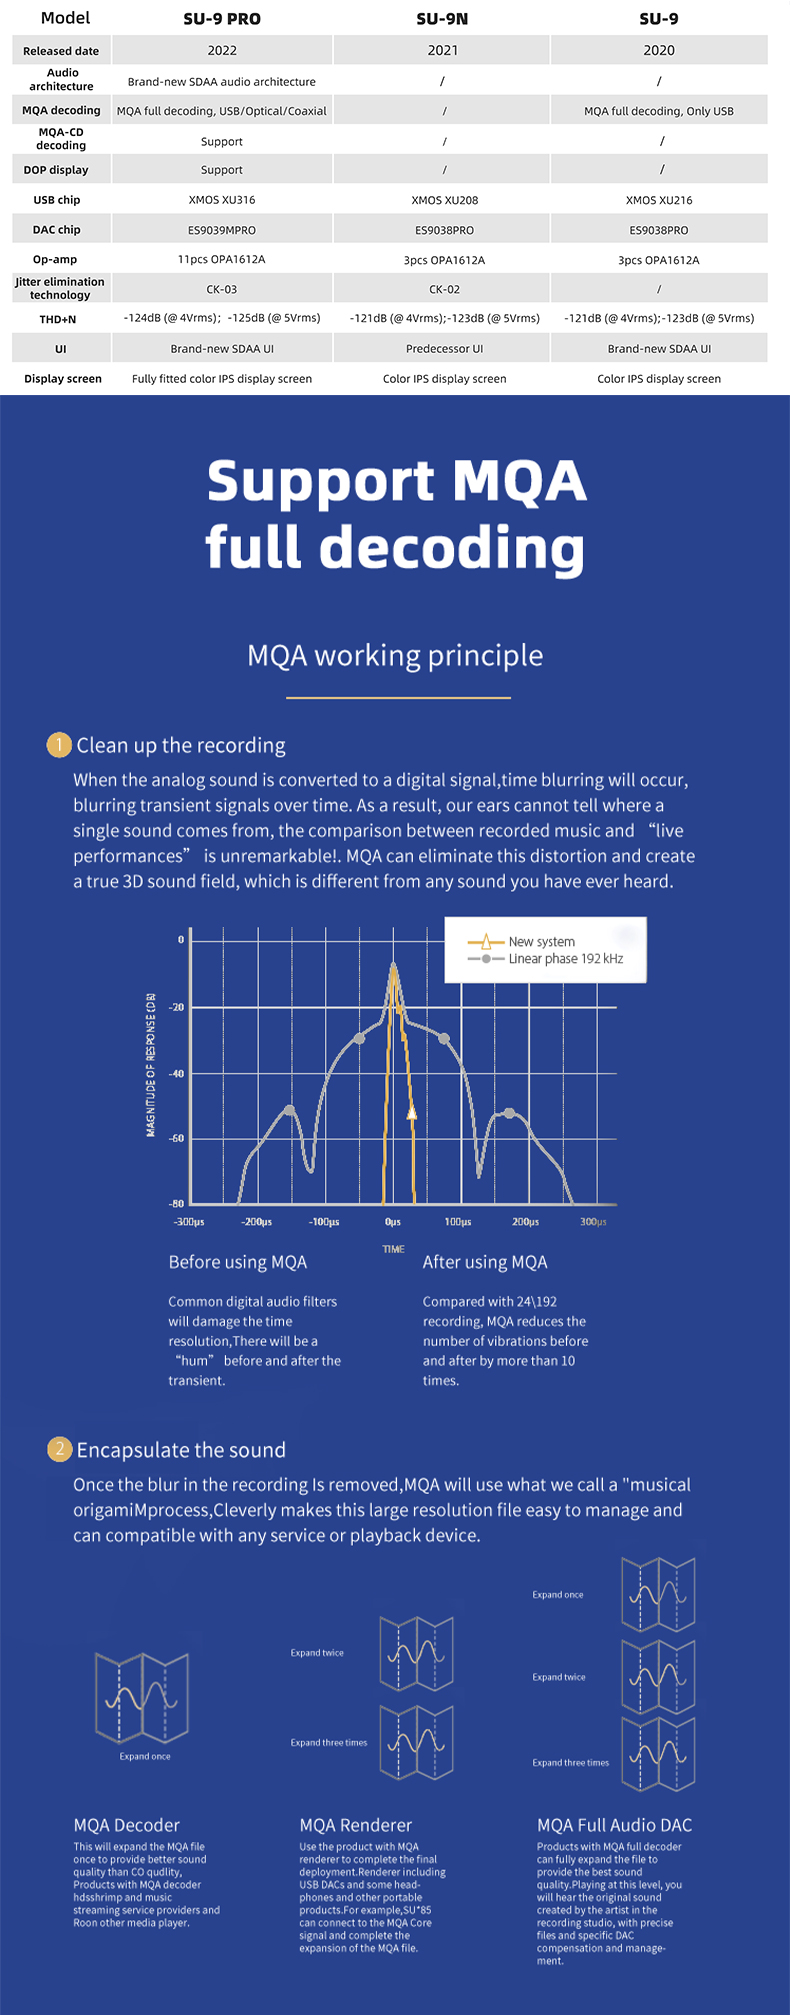 Model SU-9 PRO SU-9N SU-9
Released date 2022 2021 2020
Audio
architecture Brand-new SDAA audio architecture / /
MQA decoding MQA full decoding, USB/Optical/Coaxial / MQA full decoding, Only USB
MQA-CD
decoding Support / /
DOP display Support / /
USB chip XMOS XU316 XMOS XU208 XMOS XU216
DAC chip ES9039MPRO ES9038PRO ES9038PRO
Op-amp 11pcs OPA1612A 3pcs OPA1612A 3pcs OPA1612A
Jitter elimination
technology CK-03 CK-02 /
THD+N -124dB (@ 4Vrms); -125dB (@ 5Vrms) -121dB (@ 4Vrms);-123dB (@ 5Vrms) -121dB (@ 4Vrms);-123dB (@ 5Vrms)
UI Brand-new SDAA UI Predecessor UI Brand-new SDAA UI
Display screen Fully fitted color IPS display screen Color IPS display screen Color IPS display screen
Support MQA
full decoding
MQA working principle
1 Clean up the recording
When the analog sound is converted to a digital signal,time blurring will occur,
blurring transient signals over time. As a result, our ears cannot tell where a
single sound comes from, the comparison between recorded music and “live
performances” is unremarkable!. MQA can eliminate this distortion and create
a true 3D sound field, which is different from any sound you have ever heard.
New system
Linear phase 192 kHz
MAGNITUDE OF RESPONSE (DB)
0
-20
-40
-60
-80
-300μs -200μs -100μs 0μs 100μs 200μs 300μs
TIME
Before using MQA
Common digital audio filters
will damage the time
resolution,There will be a
“hum” before and after the
transient.
After using MQA
Compared with 24\192
recording, MQA reduces the
number of vibrations before
and after by more than 10
times.
2 Encapsulate the sound
Once the blur in the recording Is removed,MQA will use what we call a "musical
origamiMprocess,Cleverly makes this large resolution file easy to manage and
can compatible with any service or playback device.
Expand once
MQA Decoder
This will expand the MQA file
once to provide better sound
quality than CO qudlity,
Products with MQA decoder
hdsshrimp and music
streaming service providers and
Roon other media player.
Expand twice
Expand three times
MQA Renderer
Use the product with MQA
renderer to complete the final
deployment.Renderer including
USB DACs and some head-
phones and other portable
products.For example,SU*85
can connect to the MQA Core
signal and complete the
expansion of the MQA file.
Expand once
Expand twice
Expand three times
MQA Full Audio DAC
Products with MQA full decoder
can fully expand the file to
provide the best sound
quality.Playing at this level, you
will hear the original sound
created by the artist in the
recording studio, with precise
files and specific DAC
compensation and manage-
ment.